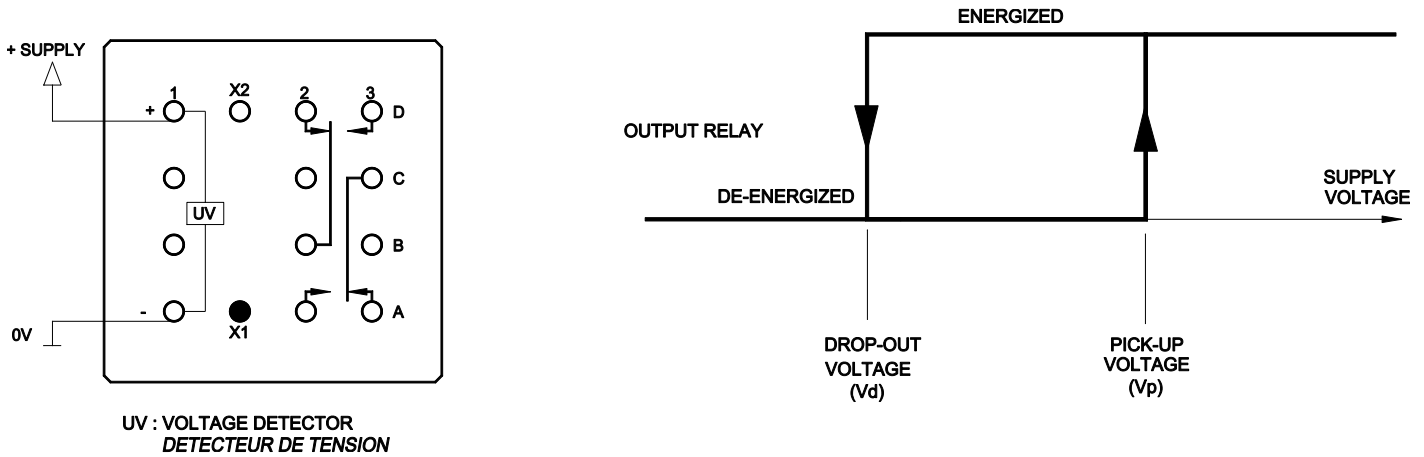 + SUPPLY
1 X2 2 3
+ D
C
UV
B
- A
X1
0V
UV : VOLTAGE DETECTOR
DETECTEUR DE TENSION
ENERGIZED
OUTPUT RELAY
DE-ENERGIZED
SUPPLY
VOLTAGE
DROP-OUT
VOLTAGE
(Vd)
PICK-UP
VOLTAGE
(Vp)